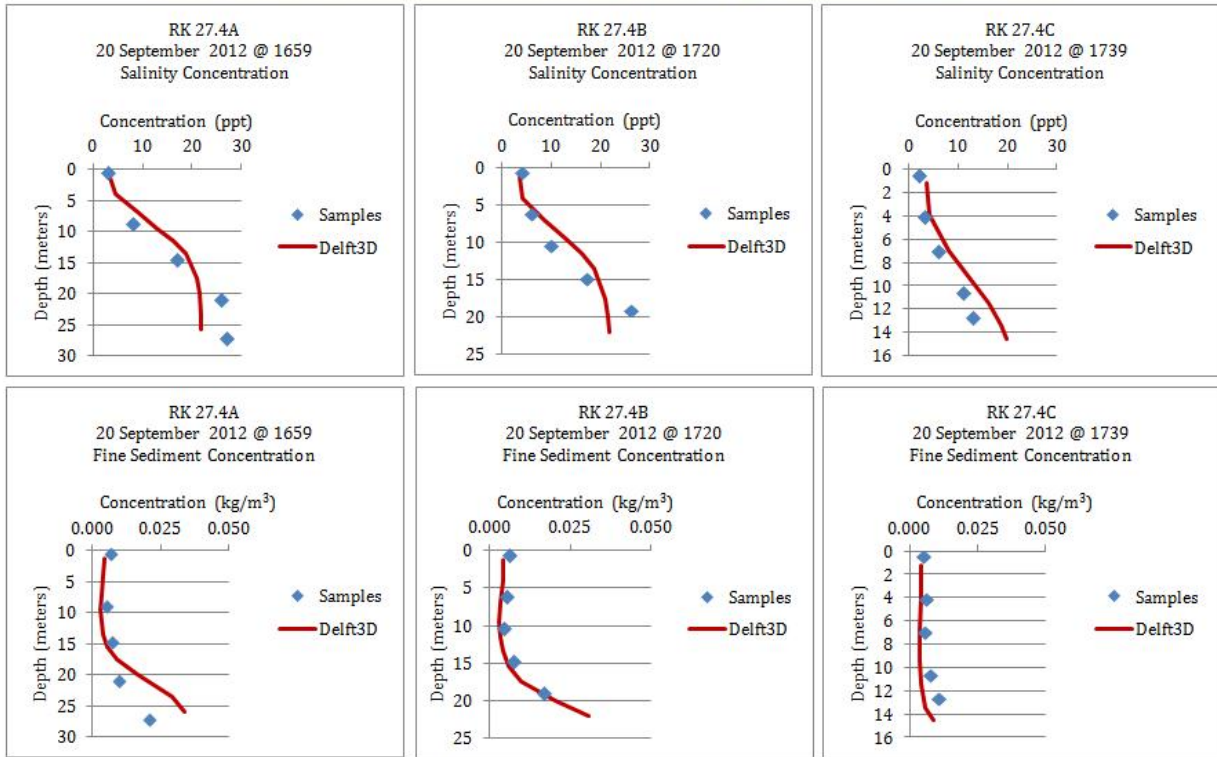 RK 27.4A
20 September 2012 @ 1659
Salinity Concentration
Concentration (ppt)
0 10 20 30
0
5
10
15
20
25
30
Depth (meters)
Samples
Delft3D
RK 27.4B
20 September 2012 @ 1720
Salinity Concentration
Concentration (ppt)
0 10 20 30
0
5
10
15
20
25
Depth (meters)
Samples
Delft3D
RK 27.4C
20 September 2012 @ 1739
Salinity Concentration
Concentration (ppt)
0 10 20 30
0
2
4
6
8
10
12
14
16
Depth (meters)
Samples
Delft3D
RK 27.4A
20 September 2012 @ 1659
Fine Sediment Concentration
Concentration (kg/m³)
0.000 0.025 0.050
0
5
10
15
20
25
30
Depth (meters)
Samples
Delft3D
RK 27.4B
20 September 2012 @ 1720
Fine Sediment Concentration
Concentration (kg/m³)
0.000 0.025 0.050
0
5
10
15
20
25
Depth (meters)
Samples
Delft3D
RK 27.4C
20 September 2012 @ 1739
Fine Sediment Concentration
Concentration (kg/m³)
0.000 0.025 0.050
0
2
4
6
8
10
12
14
16
Depth (meters)
Samples
Delft3D